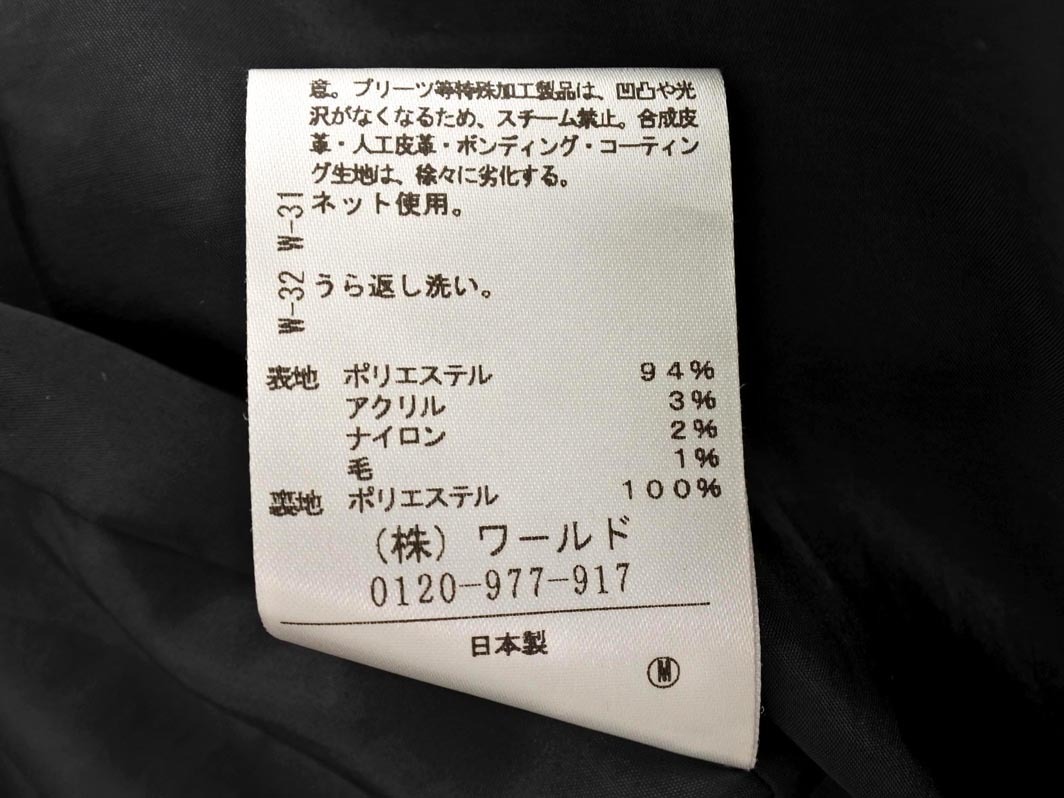 意。プリーツ等特殊加工製品は、凹凸や光
沢がなくなるため、スチーム禁止。合成皮
革・人工皮革・ボンディング・コーティン
グ生地は、徐々に劣化する。
W-31 ネット使用。
W-32 うら返し洗い。
表地 ポリエステル 94%
アクリル 3%
ナイロン 2%
毛 1%
裏地 ポリエステル 100%
(株)ワールド
0120-977-917
日本製
M